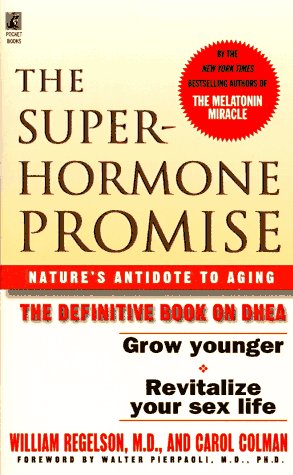 POCKET
BOOKS
THE
SUPER-
HORMONE
PROMISE
BY THE
NEW YORK TIMES
BESTSELLING AUTHORS OF
THE MELATONIN
MIRACLE
NATURE'S ANTIDOTE TO AGING
THE DEFINITIVE BOOK ON DHEA
Grow younger
Revitalize
your sex life
WILLIAM REGELSON, M.D., AND CAROL COLMAN
FOREWORD BY WALTER PIERPAOLI, M.D., PH.D.